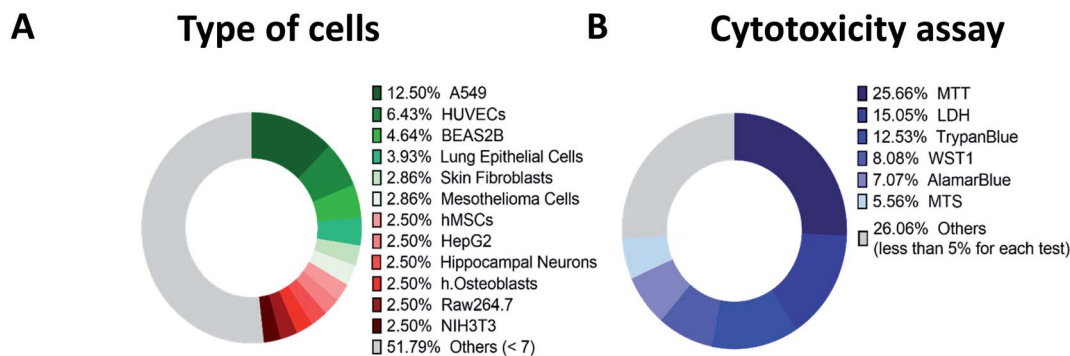 A
Type of cells
12.50% A549
6.43% HUVECs
4.64% BEAS2B
3.93% Lung Epithelial Cells
2.86% Skin Fibroblasts
2.86% Mesothelioma Cells
2.50% hMSCs
2.50% HepG2
2.50% Hippocampal Neurons
2.50% h.Osteoblasts
2.50% Raw264.7
2.50% NIH3T3
51.79% Others (< 7)
B
Cytotoxicity assay
25.66% MTT
15.05% LDH
12.53% TrypanBlue
8.08% WST1
7.07% AlamarBlue
5.56% MTS
26.06% Others
(less than 5% for each test)